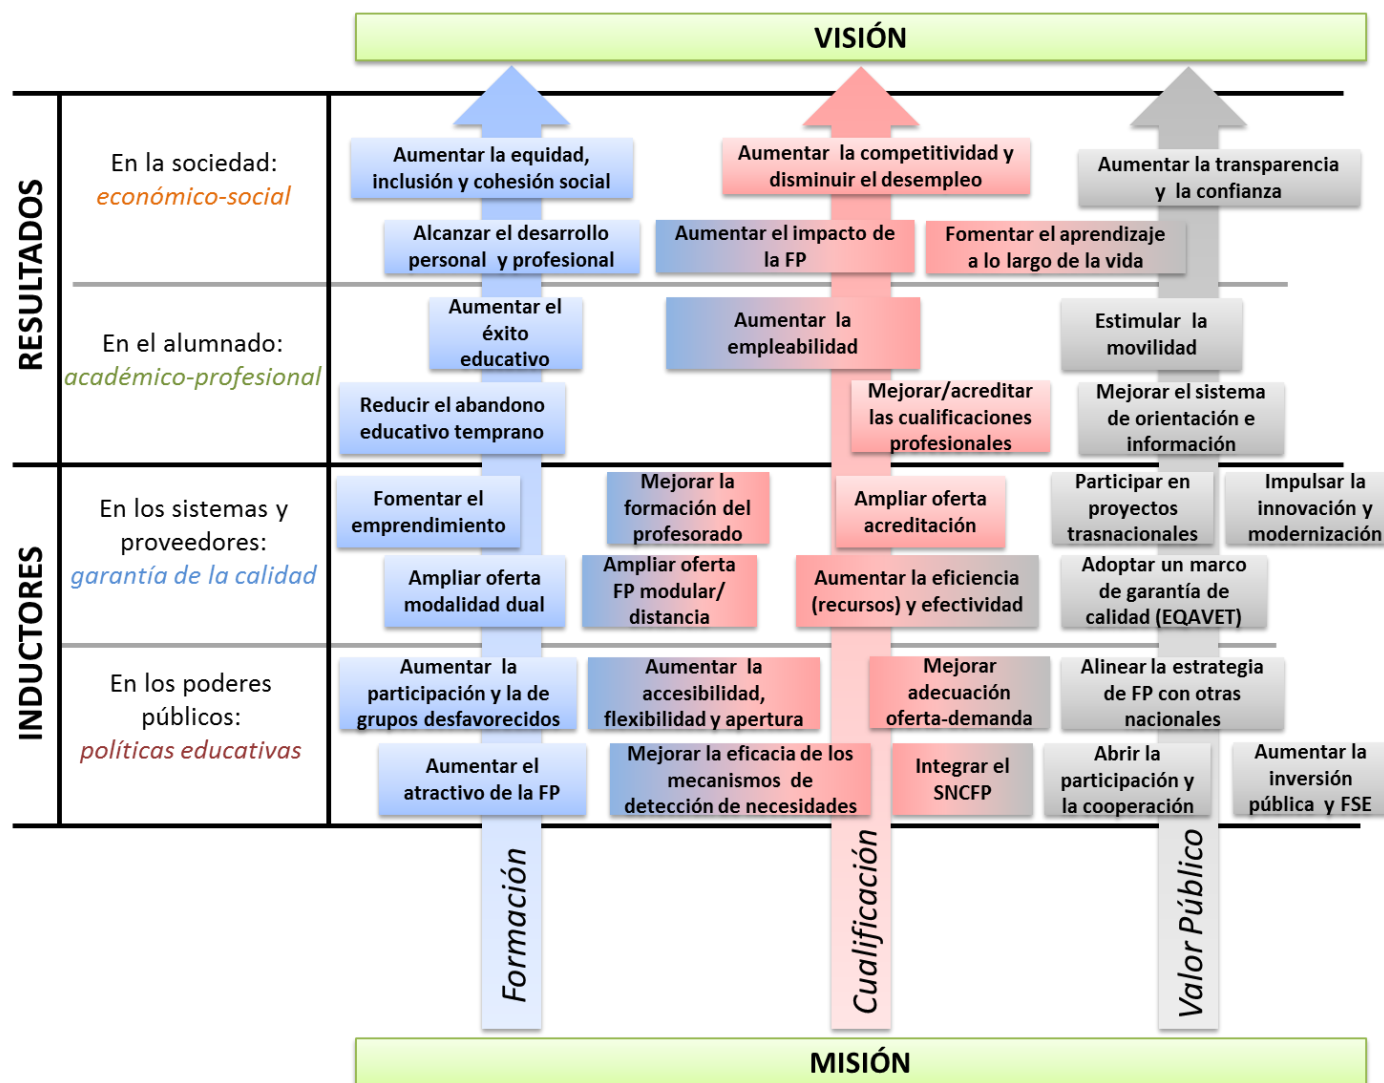 VISIÓN
RESULTADOS
En la sociedad:
económico-social
Aumentar la equidad,
inclusión y cohesión social
Aumentar la competitividad y
disminuir el desempleo
Aumentar la transparencia
y la confianza
Alcanzar el desarrollo
personal y profesional
Aumentar el impacto de
la FP
Fomentar el aprendizaje
a lo largo de la vida
En el alumnado:
académico-profesional
Aumentar el
éxito
educativo
Aumentar la
empleabilidad
Estimular la
movilidad
Reducir el abandono
educativo temprano
Mejorar/acreditar
las cualificaciones
profesionales
Mejorar el sistema
de orientación e
información
INDUCTORES
En los sistemas y
proveedores:
garantía de la calidad
Fomentar el
emprendimiento
Mejorar la
formación del
profesorado
Ampliar oferta
acreditación
Participar en
proyectos
trasnacionales
Impulsar la
innovación y
modernización
Ampliar oferta
modalidad dual
Ampliar oferta
FP modular/
distancia
Aumentar la eficiencia
(recursos) y efectividad
Adoptar un marco
de garantía de
calidad (EQAVET)
En los poderes
públicos:
políticas educativas
Aumentar la
participación y la de
grupos desfavorecidos
Aumentar la
accesibilidad,
flexibilidad y apertura
Mejorar
adecuación
oferta-demanda
Alinear la estrategia
de FP con otras
nacionales
Aumentar el
atractivo de la FP
Mejorar la eficacia de los
mecanismos de
detección de necesidades
Integrar el
SNCFP
Abrir la
participación y
la cooperación
Aumentar la
inversión
pública y FSE
Formación
Cualificación
Valor Público
MISIÓN